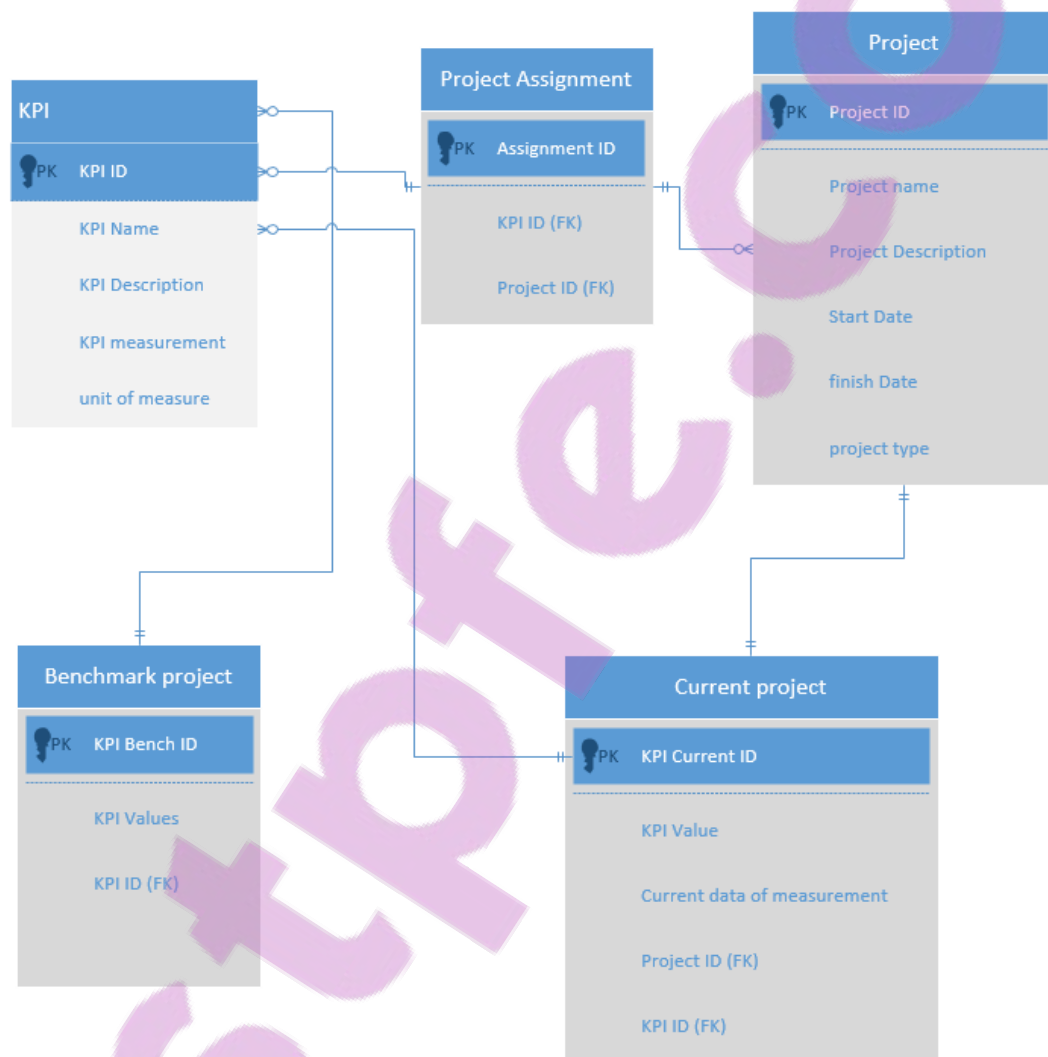 KPI
PK KPI ID
KPI Name
KPI Description
KPI measurement
unit of measure
Project Assignment
PK Assignment ID
KPI ID (FK)
Project ID (FK)
Project
PK Project ID
Project name
Project Description
Start Date
finish Date
project type
Benchmark project
PK KPI Bench ID
KPI Values
KPI ID (FK)
Current project
PK KPI Current ID
KPI Value
Current data of measurement
Project ID (FK)
KPI ID (FK)
stpfe.co